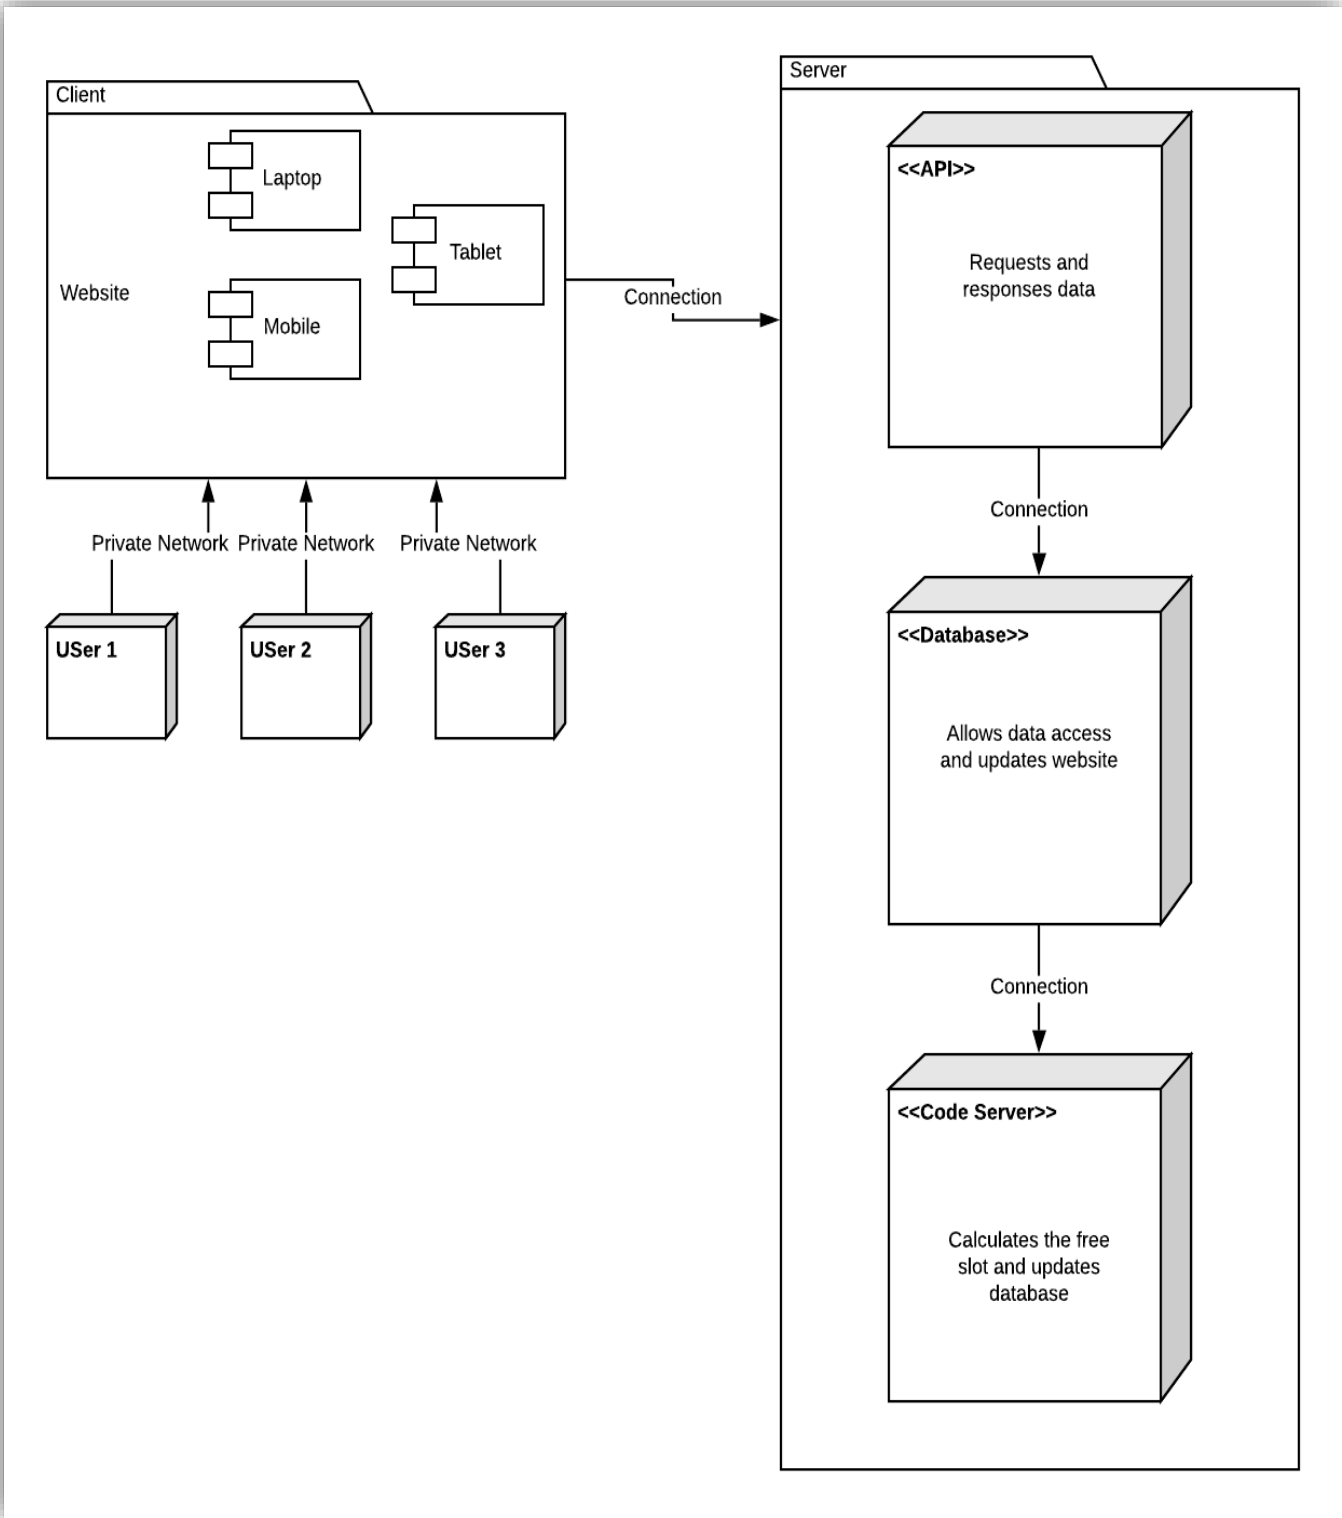 Client
Website
Laptop
Tablet
Mobile
Connection
Private Network
Private Network
Private Network
USer 1
USer 2
USer 3
Server
<<API>>
Requests and
responses data
Connection
<<Database>>
Allows data access
and updates website
Connection
<<Code Server>>
Calculates the free
slot and updates
database